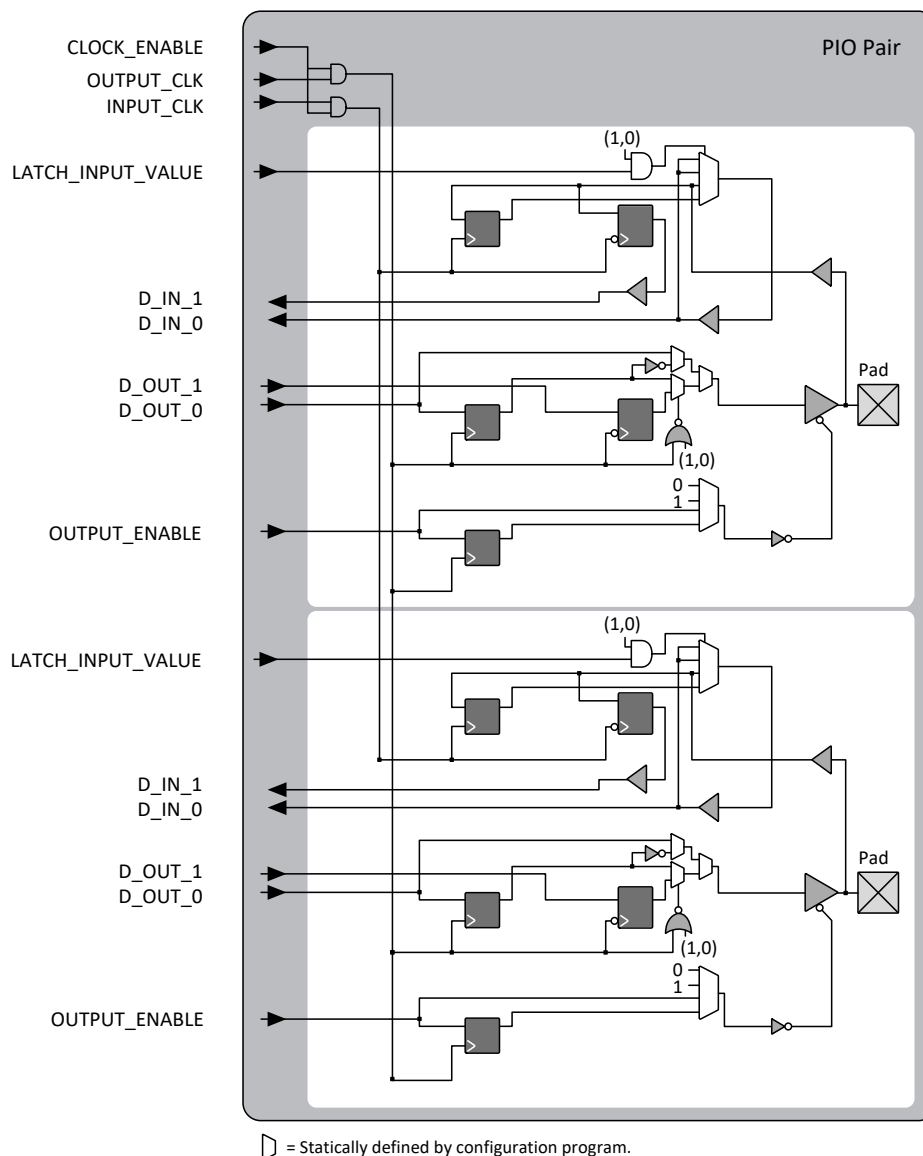 CLOCK_ENABLE
PIO Pair
OUTPUT_CLK
INPUT_CLK
(1,0)
LATCH_INPUT_VALUE
D_IN_1
D_IN_0
D_OUT_1
D_OUT_0
Pad
(1,0)
0
1
OUTPUT_ENABLE
(1,0)
LATCH_INPUT_VALUE
D_IN_1
D_IN_0
D_OUT_1
D_OUT_0
Pad
(1,0)
0
1
OUTPUT_ENABLE
= Statically defined by configuration program.